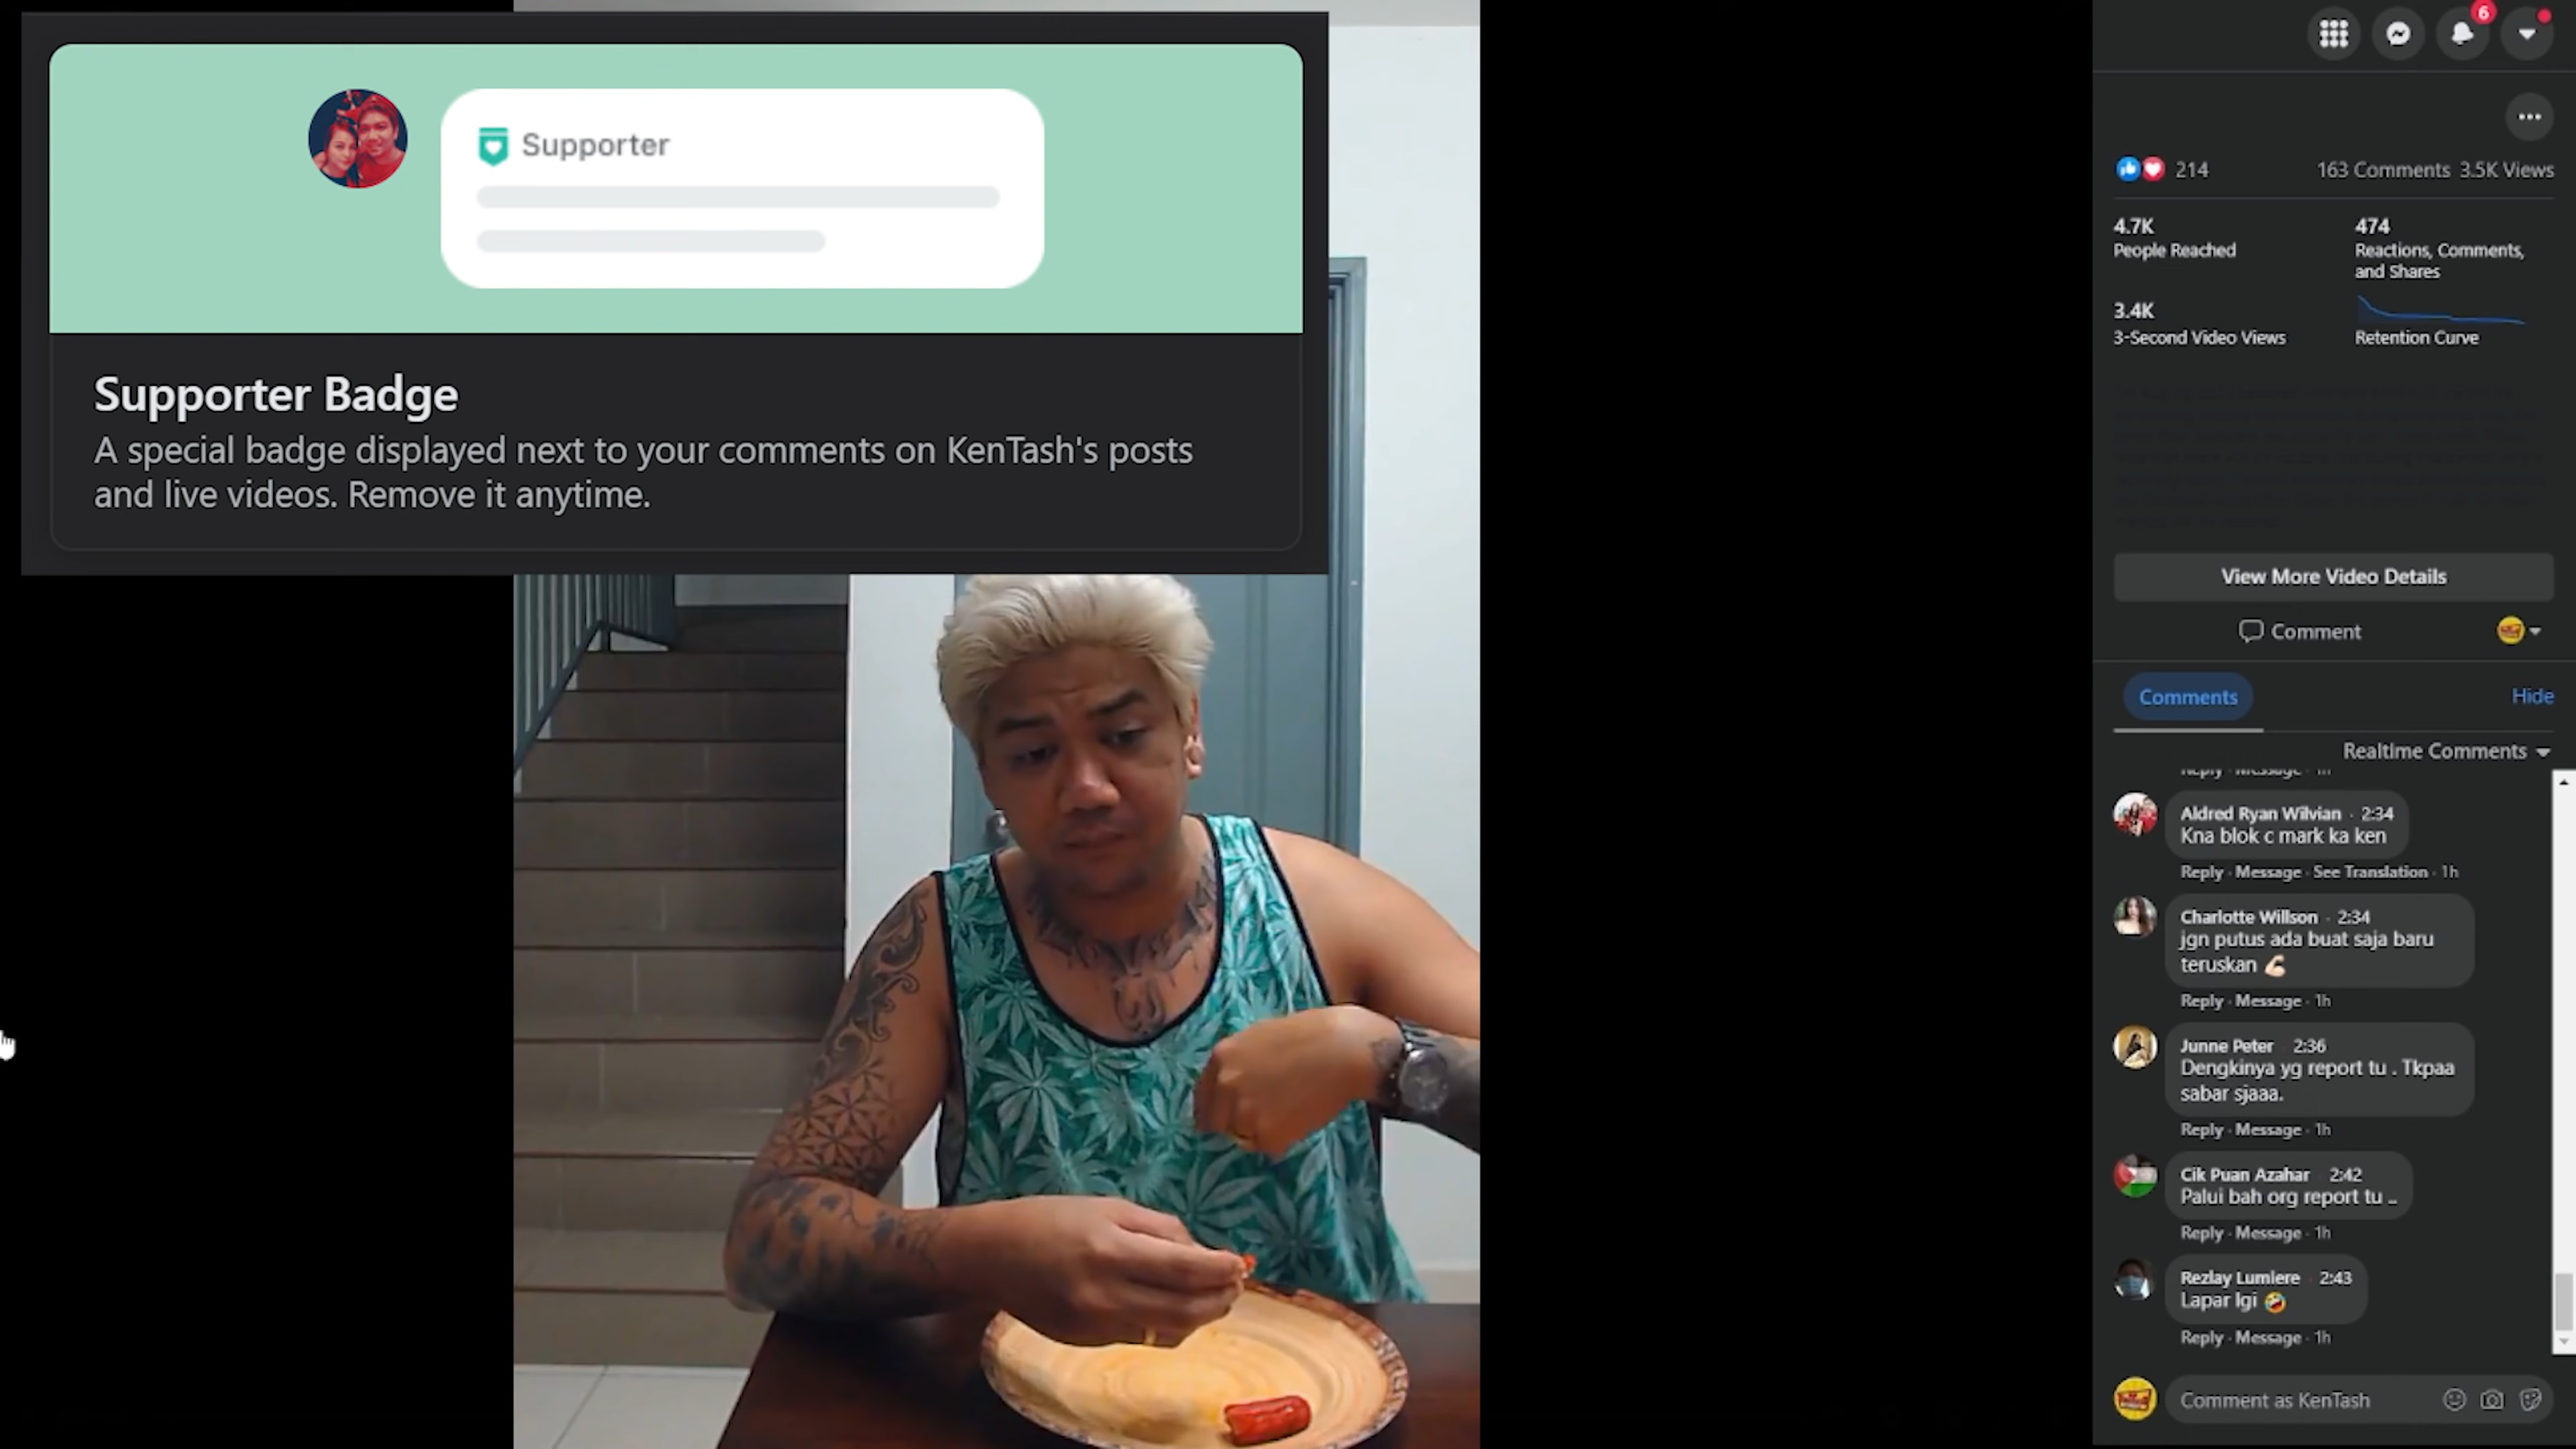 Supporter
Supporter Badge
A special badge displayed next to your comments on KenTash's posts
and live videos. Remove it anytime.
6
214
163 Comments 3.5K Views
4.7K
People Reached
474
Reactions, Comments,
and Shares
3.4K
3-Second Video Views
Retention Curve
View More Video Details
Comment
Comments
Hide
Realtime Comments
Reply · Message · 1h
Aldred Ryan Wilvian · 2:34
Kna blok c mark ka ken
Reply · Message · See Translation · 1h
Charlotte Willson · 2:34
jgn putus ada buat saja baru
teruskan 💪🏻
Reply · Message · 1h
Junne Peter · 2:36
Dengkinya yg report tu . Tkpaa
sabar sjaaa.
Reply · Message · 1h
Cik Puan Azahar · 2:42
Palui bah org report tu ..
Reply · Message · 1h
Rezlay Lumiere · 2:43
Lapar lgi 🤣
Reply · Message · 1h
Comment as KenTash